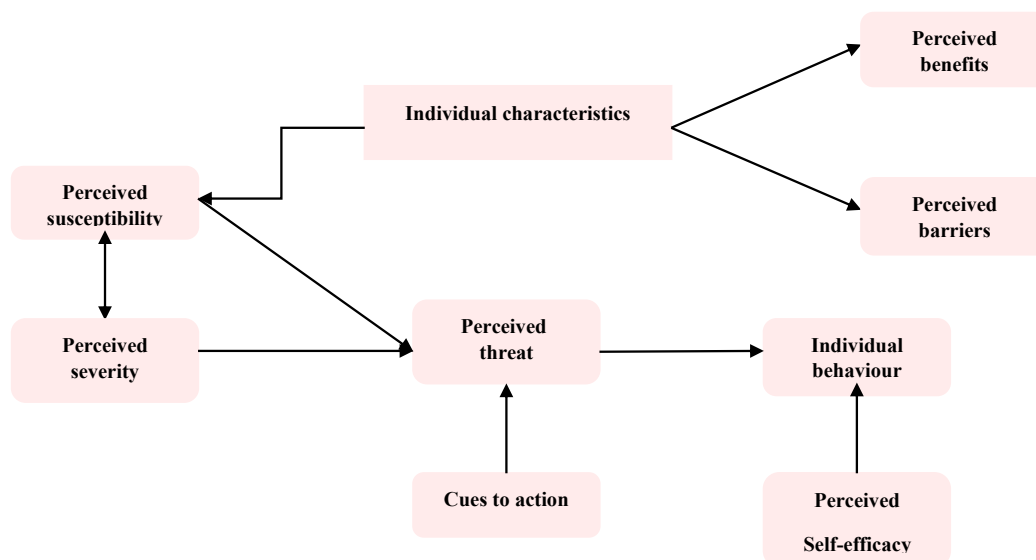 Perceived
benefits
Individual characteristics
Perceived
susceptibility
Perceived
barriers
Perceived
severity
Perceived
threat
Individual
behaviour
Cues to action
Perceived
Self-efficacy